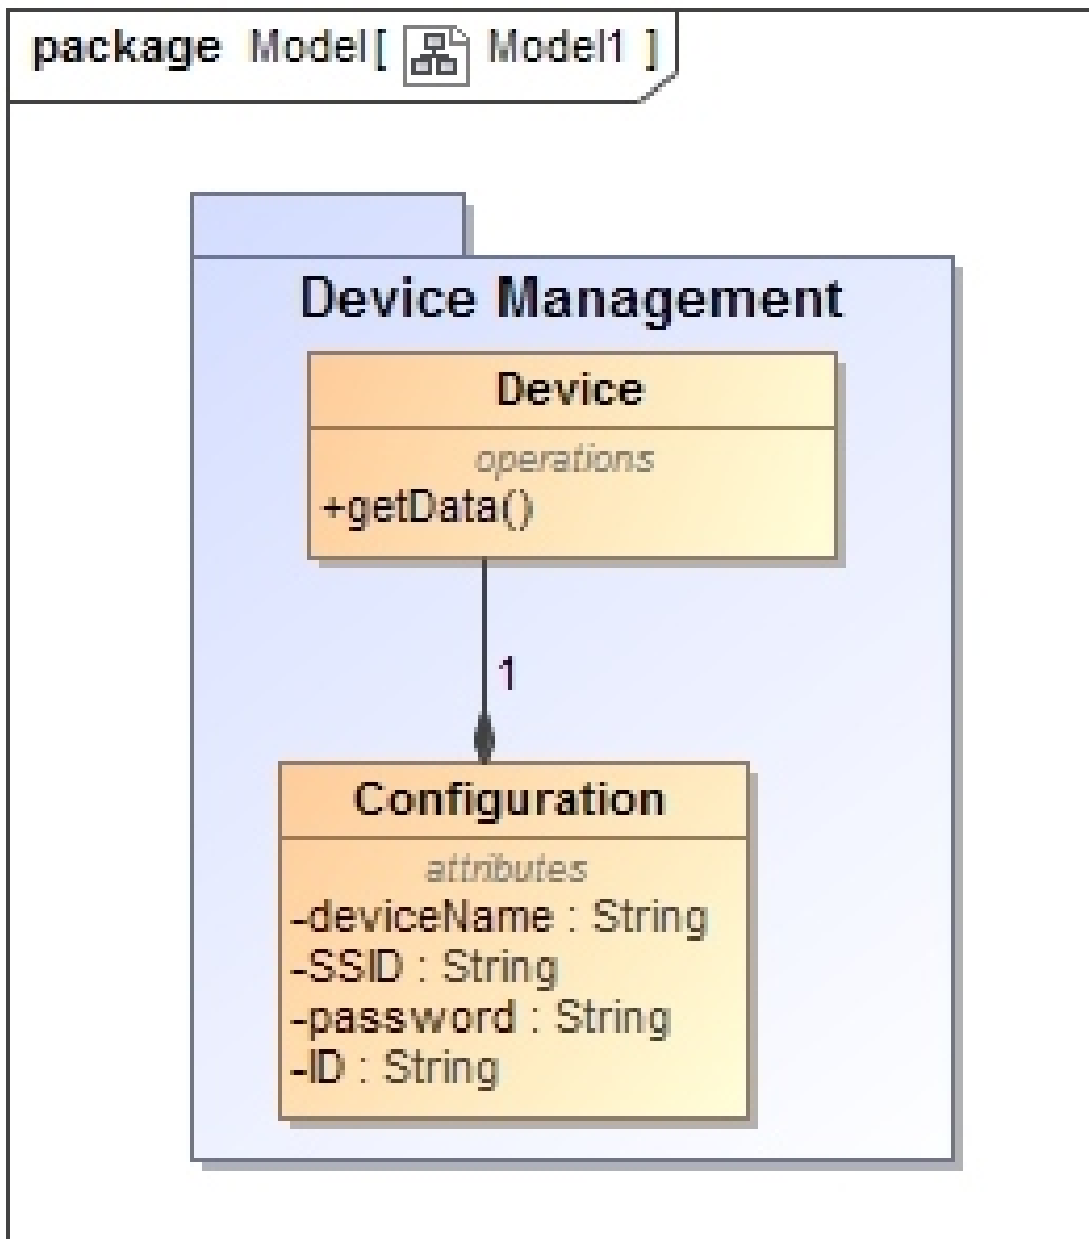 package Model[ Model1 ]
Device Management
Device
operations
+getData()
1
Configuration
attributes
-deviceName : String
-SSID : String
-password : String
-ID : String